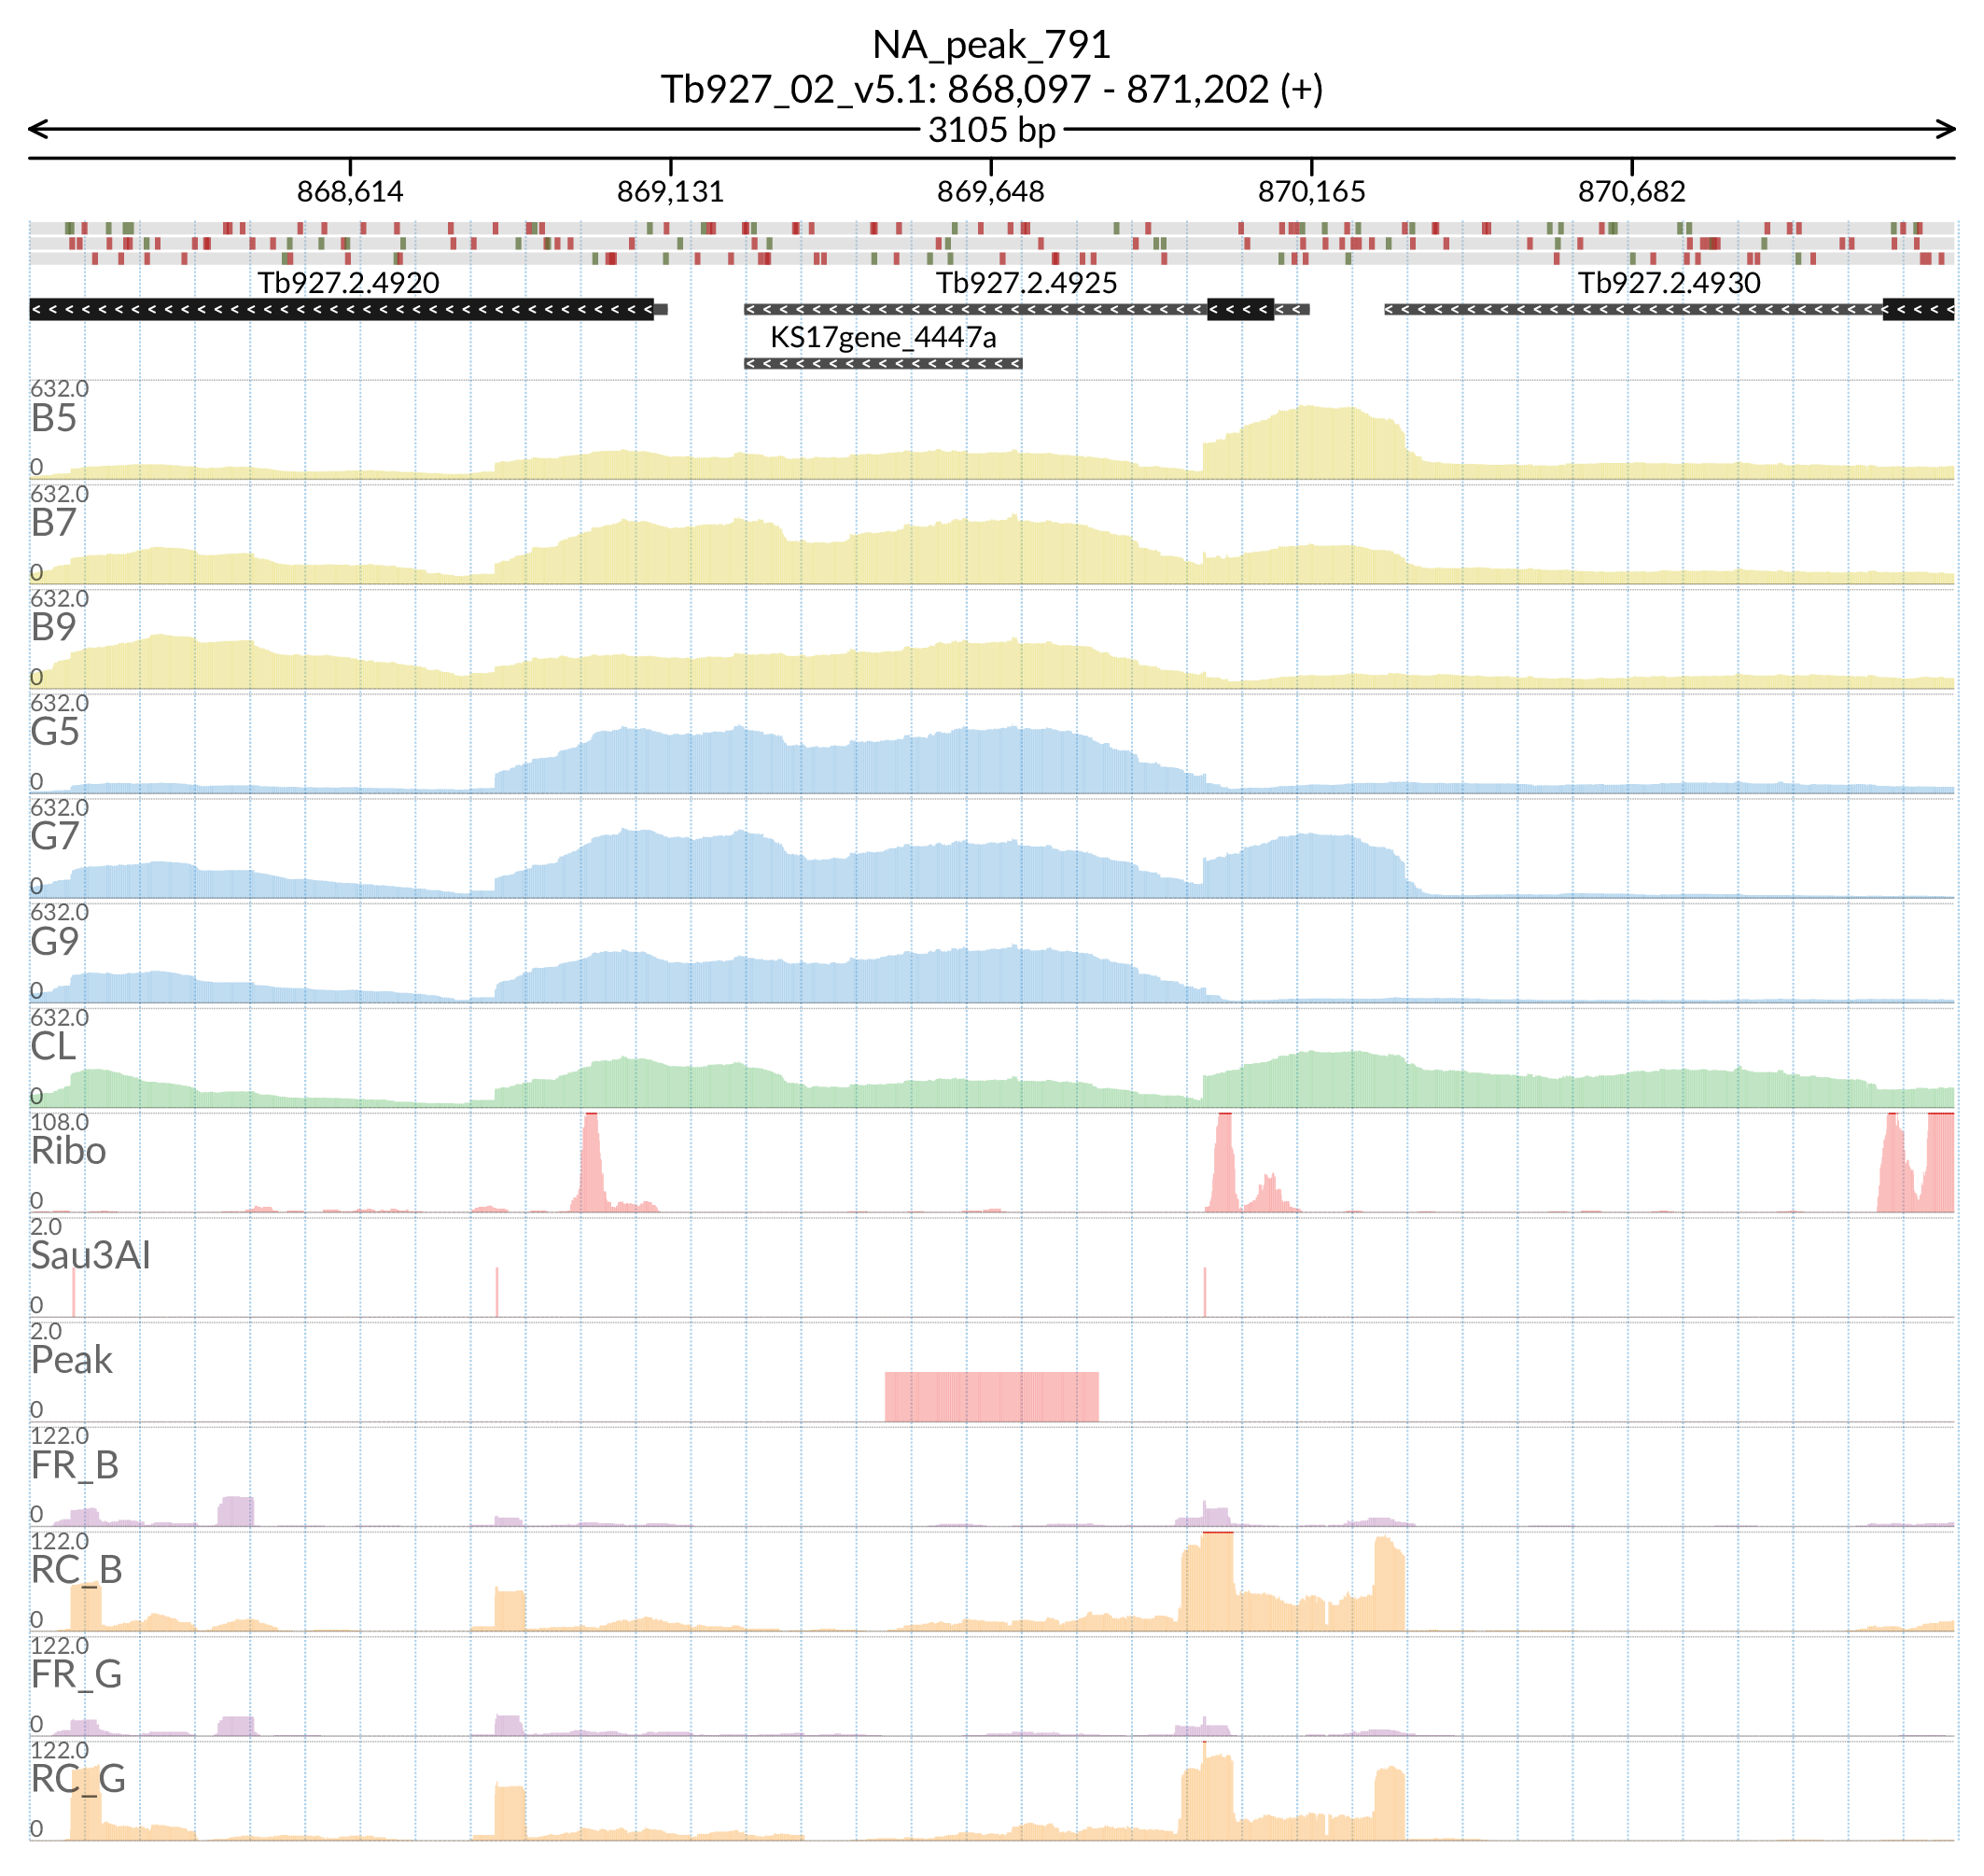 NA_peak_791
Tb927_02_v5.1: 868,097 - 871,202 (+)
3105 bp
868,614 869,131 869,648 870,165 870,682
Tb927.2.4920 Tb927.2.4925 Tb927.2.4930
KS17gene_4447a
632.0
B5
0
632.0
B7
0
632.0
B9
0
632.0
G5
0
632.0
G7
0
632.0
G9
0
632.0
CL
0
108.0
Ribo
0
2.0
Sau3AI
0
2.0
Peak
0
122.0
FR_B
0
122.0
RC_B
0
122.0
FR_G
0
122.0
RC_G
0